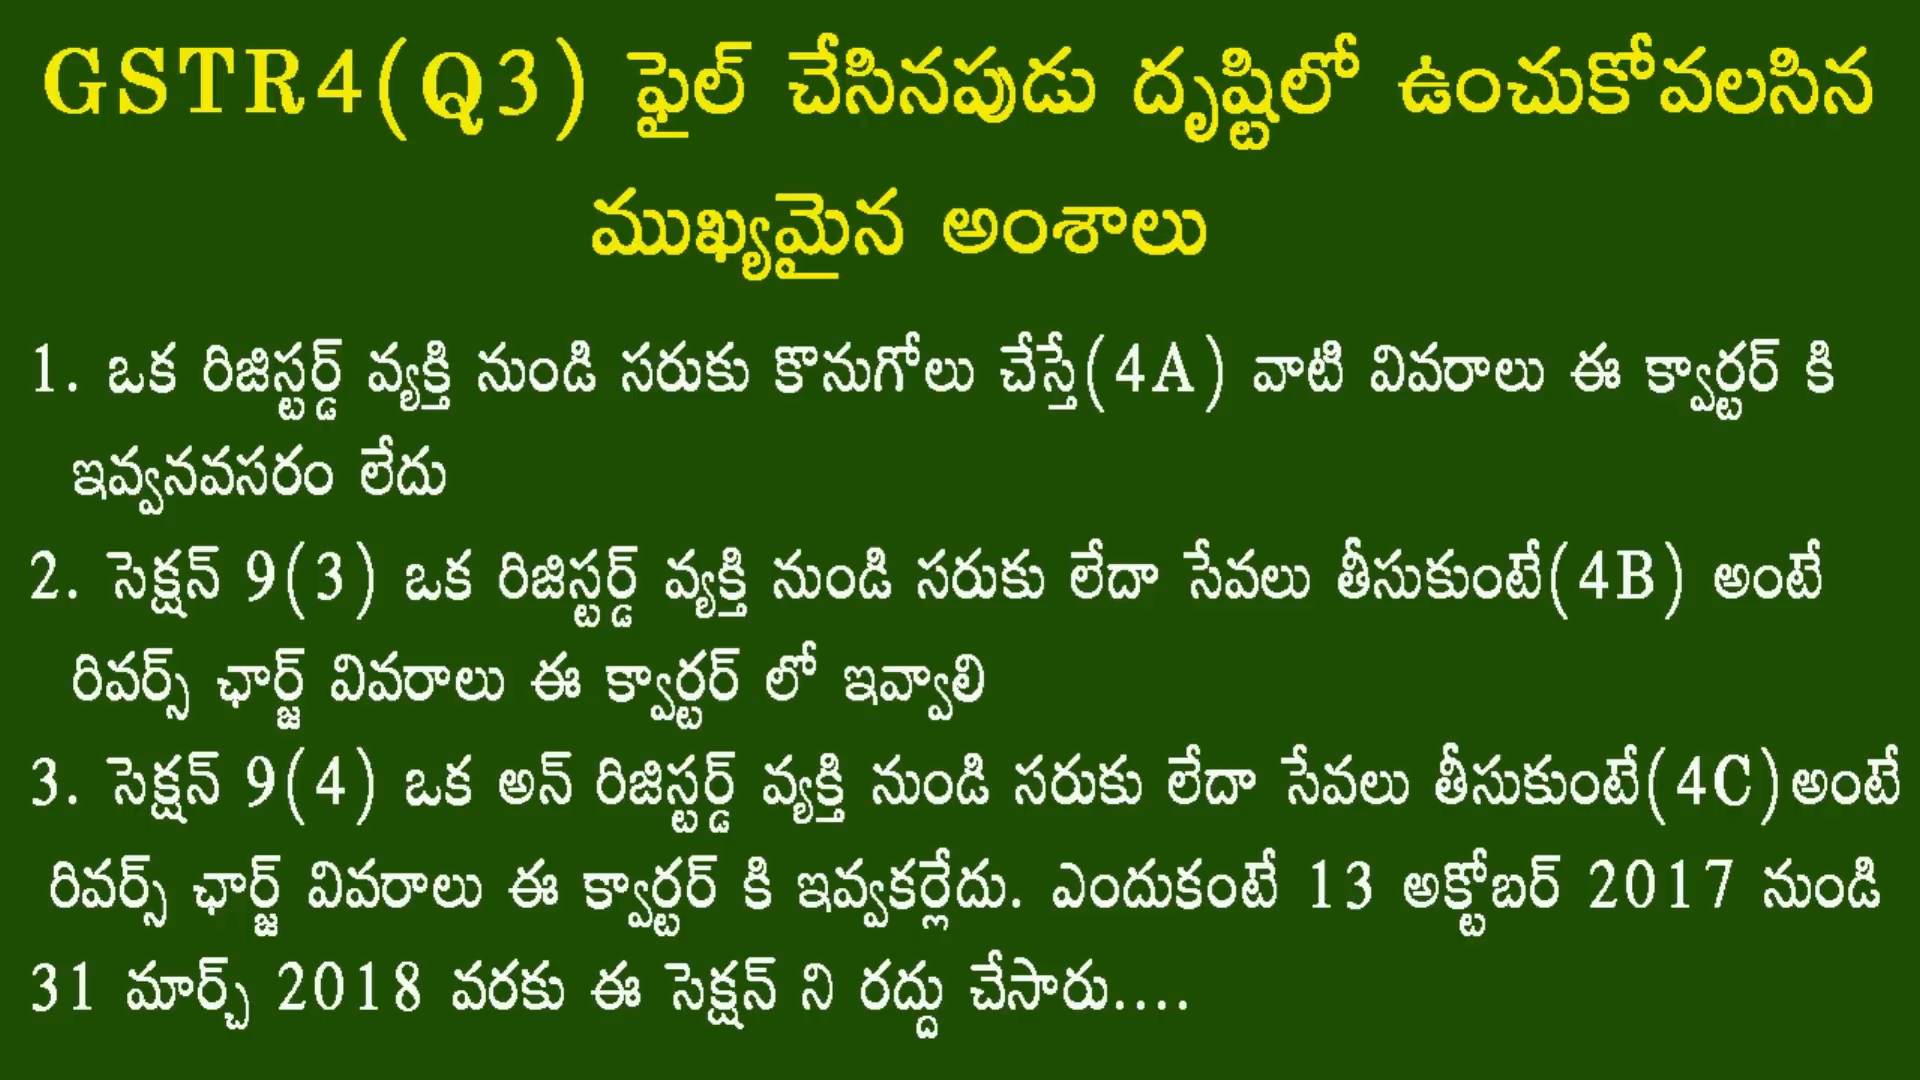 GSTR4(Q3) ఫైల్ చేసినపుడు దృష్టిలో ఉంచుకోవలసిన
ముఖ్యమైన అంశాలు
1. ఒక రిజిస్టర్డ్ వ్యక్తి నుండి సరుకు కొనుగోలు చేస్తే(4A) వాటి వివరాలు ఈ క్వార్టర్ కి
ఇవ్వనవసరం లేదు
2. సెక్షన్ 9(3) ఒక రిజిస్టర్డ్ వ్యక్తి నుండి సరుకు లేదా సేవలు తీసుకుంటే(4B) అంటే
రివర్స్ ఛార్జ్ వివరాలు ఈ క్వార్టర్ లో ఇవ్వాలి
3. సెక్షన్ 9(4) ఒక అన్ రిజిస్టర్డ్ వ్యక్తి నుండి సరుకు లేదా సేవలు తీసుకుంటే(4C)అంటే
రివర్స్ ఛార్జ్ వివరాలు ఈ క్వార్టర్ కి ఇవ్వకర్లేదు. ఎందుకంటే 13 అక్టోబర్ 2017 నుండి
31 మార్చ్ 2018 వరకు ఈ సెక్షన్ ని రద్దు చేసారు....